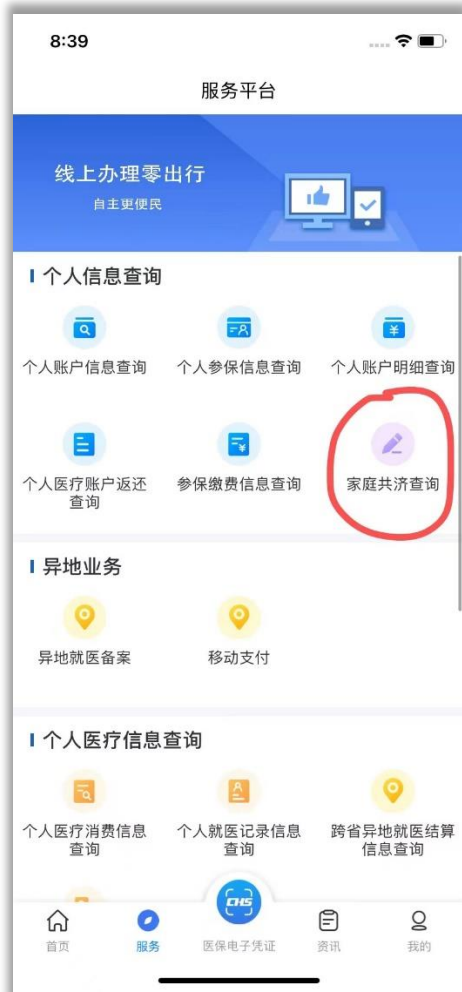 8:39
服务平台
线上办理零出行
自主更便民
个人信息查询
个人账户信息查询
个人参保信息查询
个人账户明细查询
个人医疗账户返还
查询
参保缴费信息查询
家庭共济查询
异地业务
异地就医备案
移动支付
个人医疗信息查询
个人医疗消费信息
查询
个人就医记录信息
查询
跨省异地就医结算
信息查询
CHS
首页
服务
医保电子凭证
资讯
我的